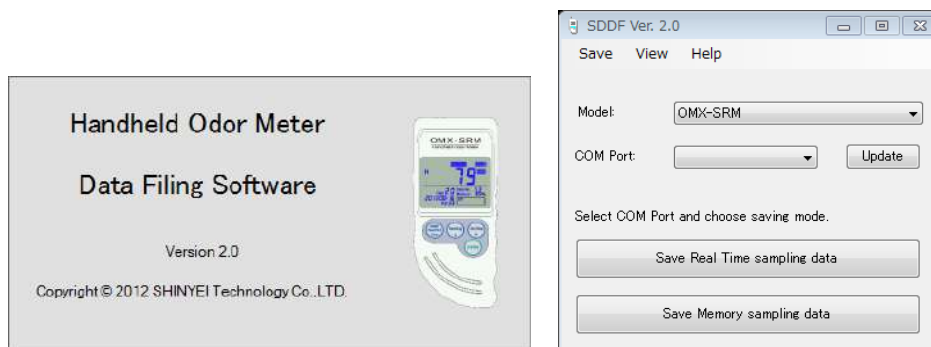 Handheld Odor Meter
Data Filing Software
Version 2.0
Copyright © 2012 SHINYEI Technology Co.,LTD.
OMX-SRM
79
SDDF Ver. 2.0
Save View Help
Model: OMX-SRM
COM Port: Update
Select COM Port and choose saving mode.
Save Real Time sampling data
Save Memory sampling data